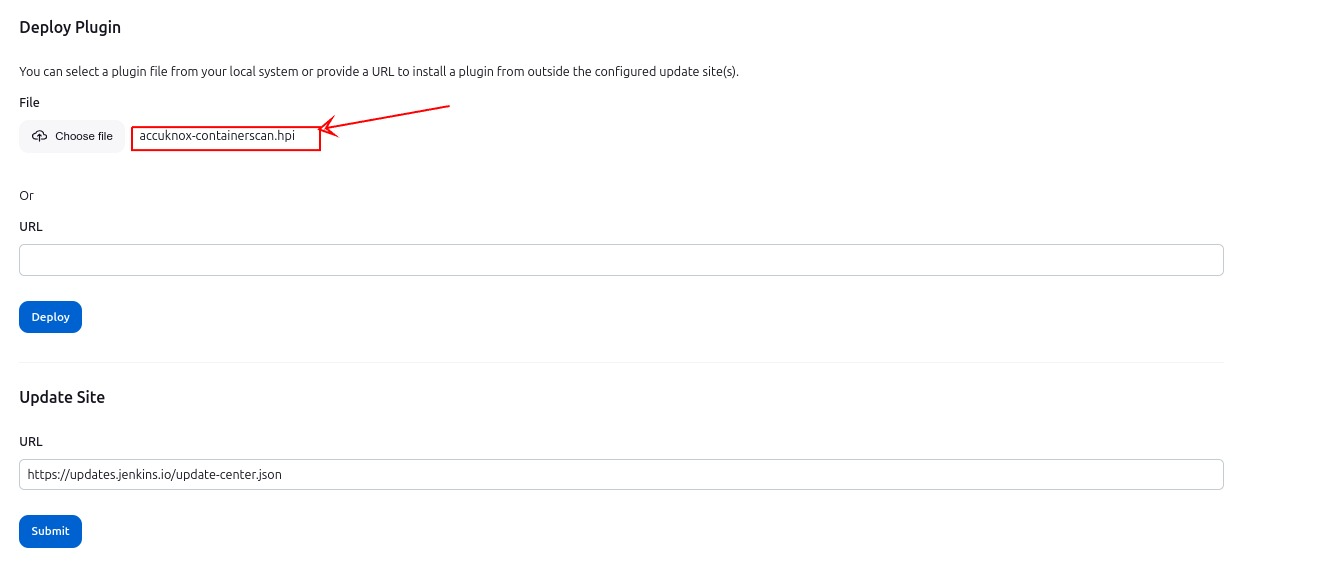 Deploy Plugin
You can select a plugin file from your local system or provide a URL to install a plugin from outside the configured update site(s).
File
Choose file accuknox-containerscan.hpi
Or
URL
Deploy
Update Site
URL
https://updates.jenkins.io/update-center.json
Submit